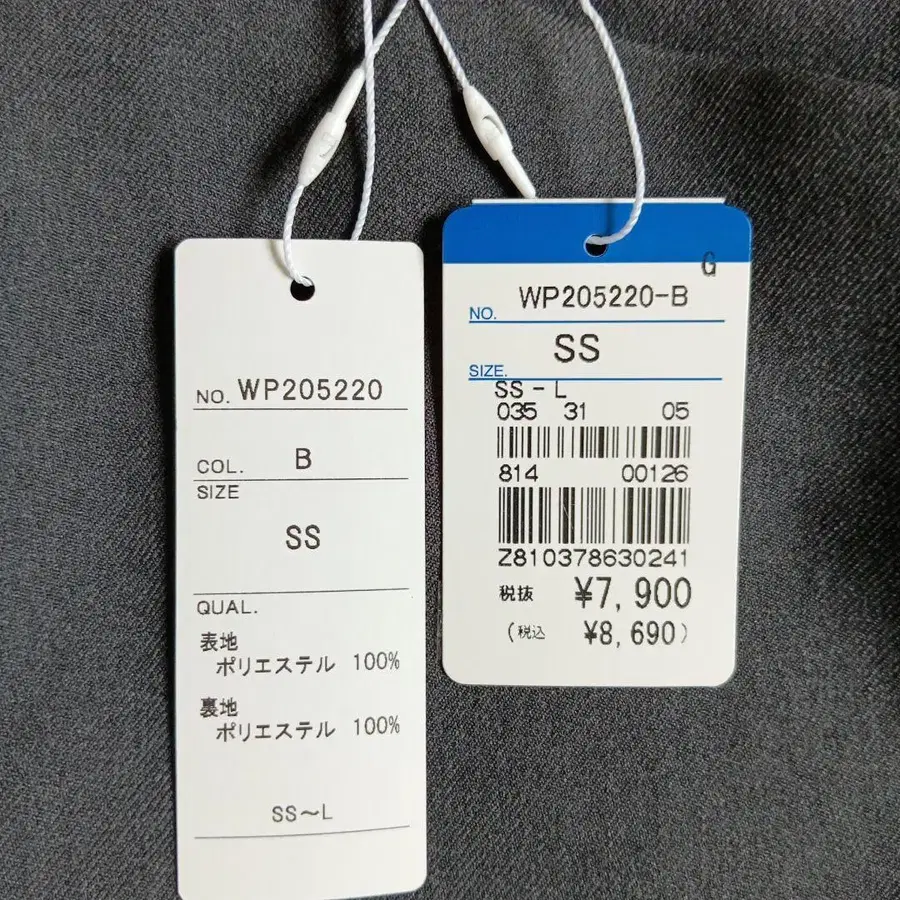 NO. WP205220
COL. B
SIZE
SS
QUAL.
表地
ポリエステル 100%
裏地
ポリエステル 100%
SS~L
G
NO. WP205220-B
SS
SIZE.
SS - L
035 31 05
814 00126
Z810378630241
税抜 ¥7,900
(税込 ¥8,690)